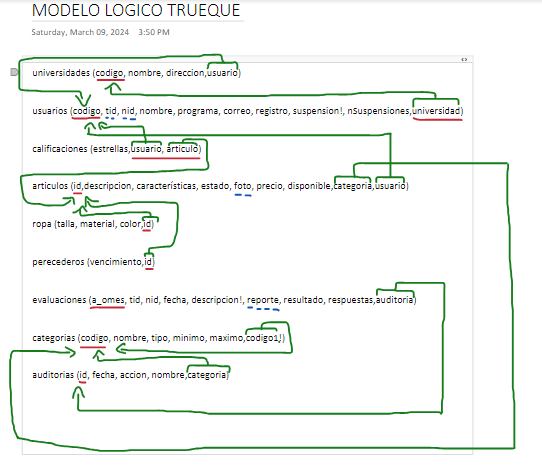 MODELO LOGICO TRUEQUE
Saturday, March 09, 2024 3:50 PM
universidades (codigo, nombre, direccion,usuario)
usuarios (codigo, tid, nid, nombre, programa, correo, registro, suspension!, nSuspensiones,universidad)
calificaciones (estrellas,usuario, articulo)
articulos (id,descripcion, características, estado, foto, precio, disponible,categoria,usuario)
ropa (talla, material, color,id)
perecederos (vencimiento,id)
evaluaciones (a_omes, tid, nid, fecha, descripcion!, reporte, resultado, respuestas,auditoria)
categorias (codigo, nombre, tipo, minimo, maximo,codigo1!)
auditorias (id, fecha, accion, nombre,categoria)